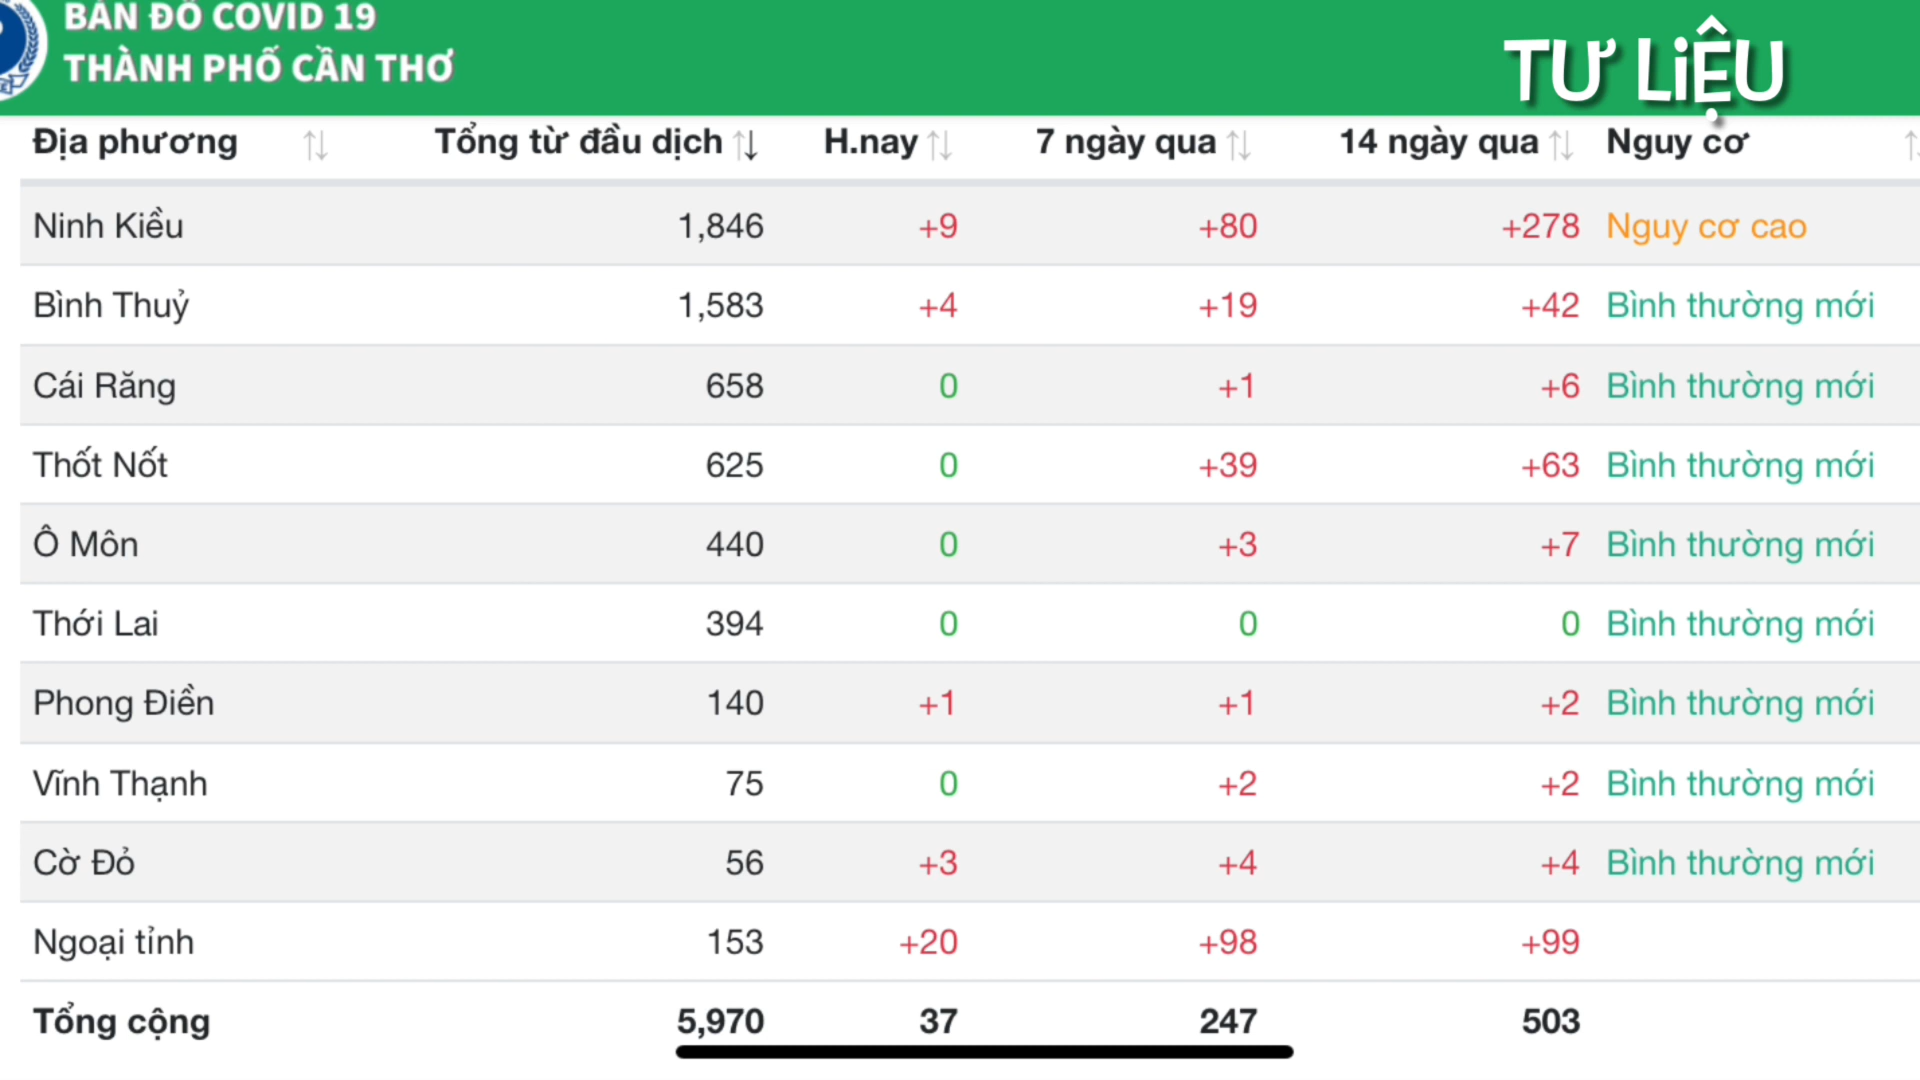 BẢN ĐỒ COVID 19
THÀNH PHỐ CẦN THƠ
TƯ LiỆU
Địa phương Tổng từ đầu dịch H.nay 7 ngày qua 14 ngày qua Nguy cơ
Ninh Kiều 1,846 +9 +80 +278 Nguy cơ cao
Bình Thuỷ 1,583 +4 +19 +42 Bình thường mới
Cái Răng 658 0 +1 +6 Bình thường mới
Thốt Nốt 625 0 +39 +63 Bình thường mới
Ô Môn 440 0 +3 +7 Bình thường mới
Thới Lai 394 0 0 0 Bình thường mới
Phong Điền 140 +1 +1 +2 Bình thường mới
Vĩnh Thạnh 75 0 +2 +2 Bình thường mới
Cờ Đỏ 56 +3 +4 +4 Bình thường mới
Ngoại tỉnh 153 +20 +98 +99
Tổng cộng 5,970 37 247 503